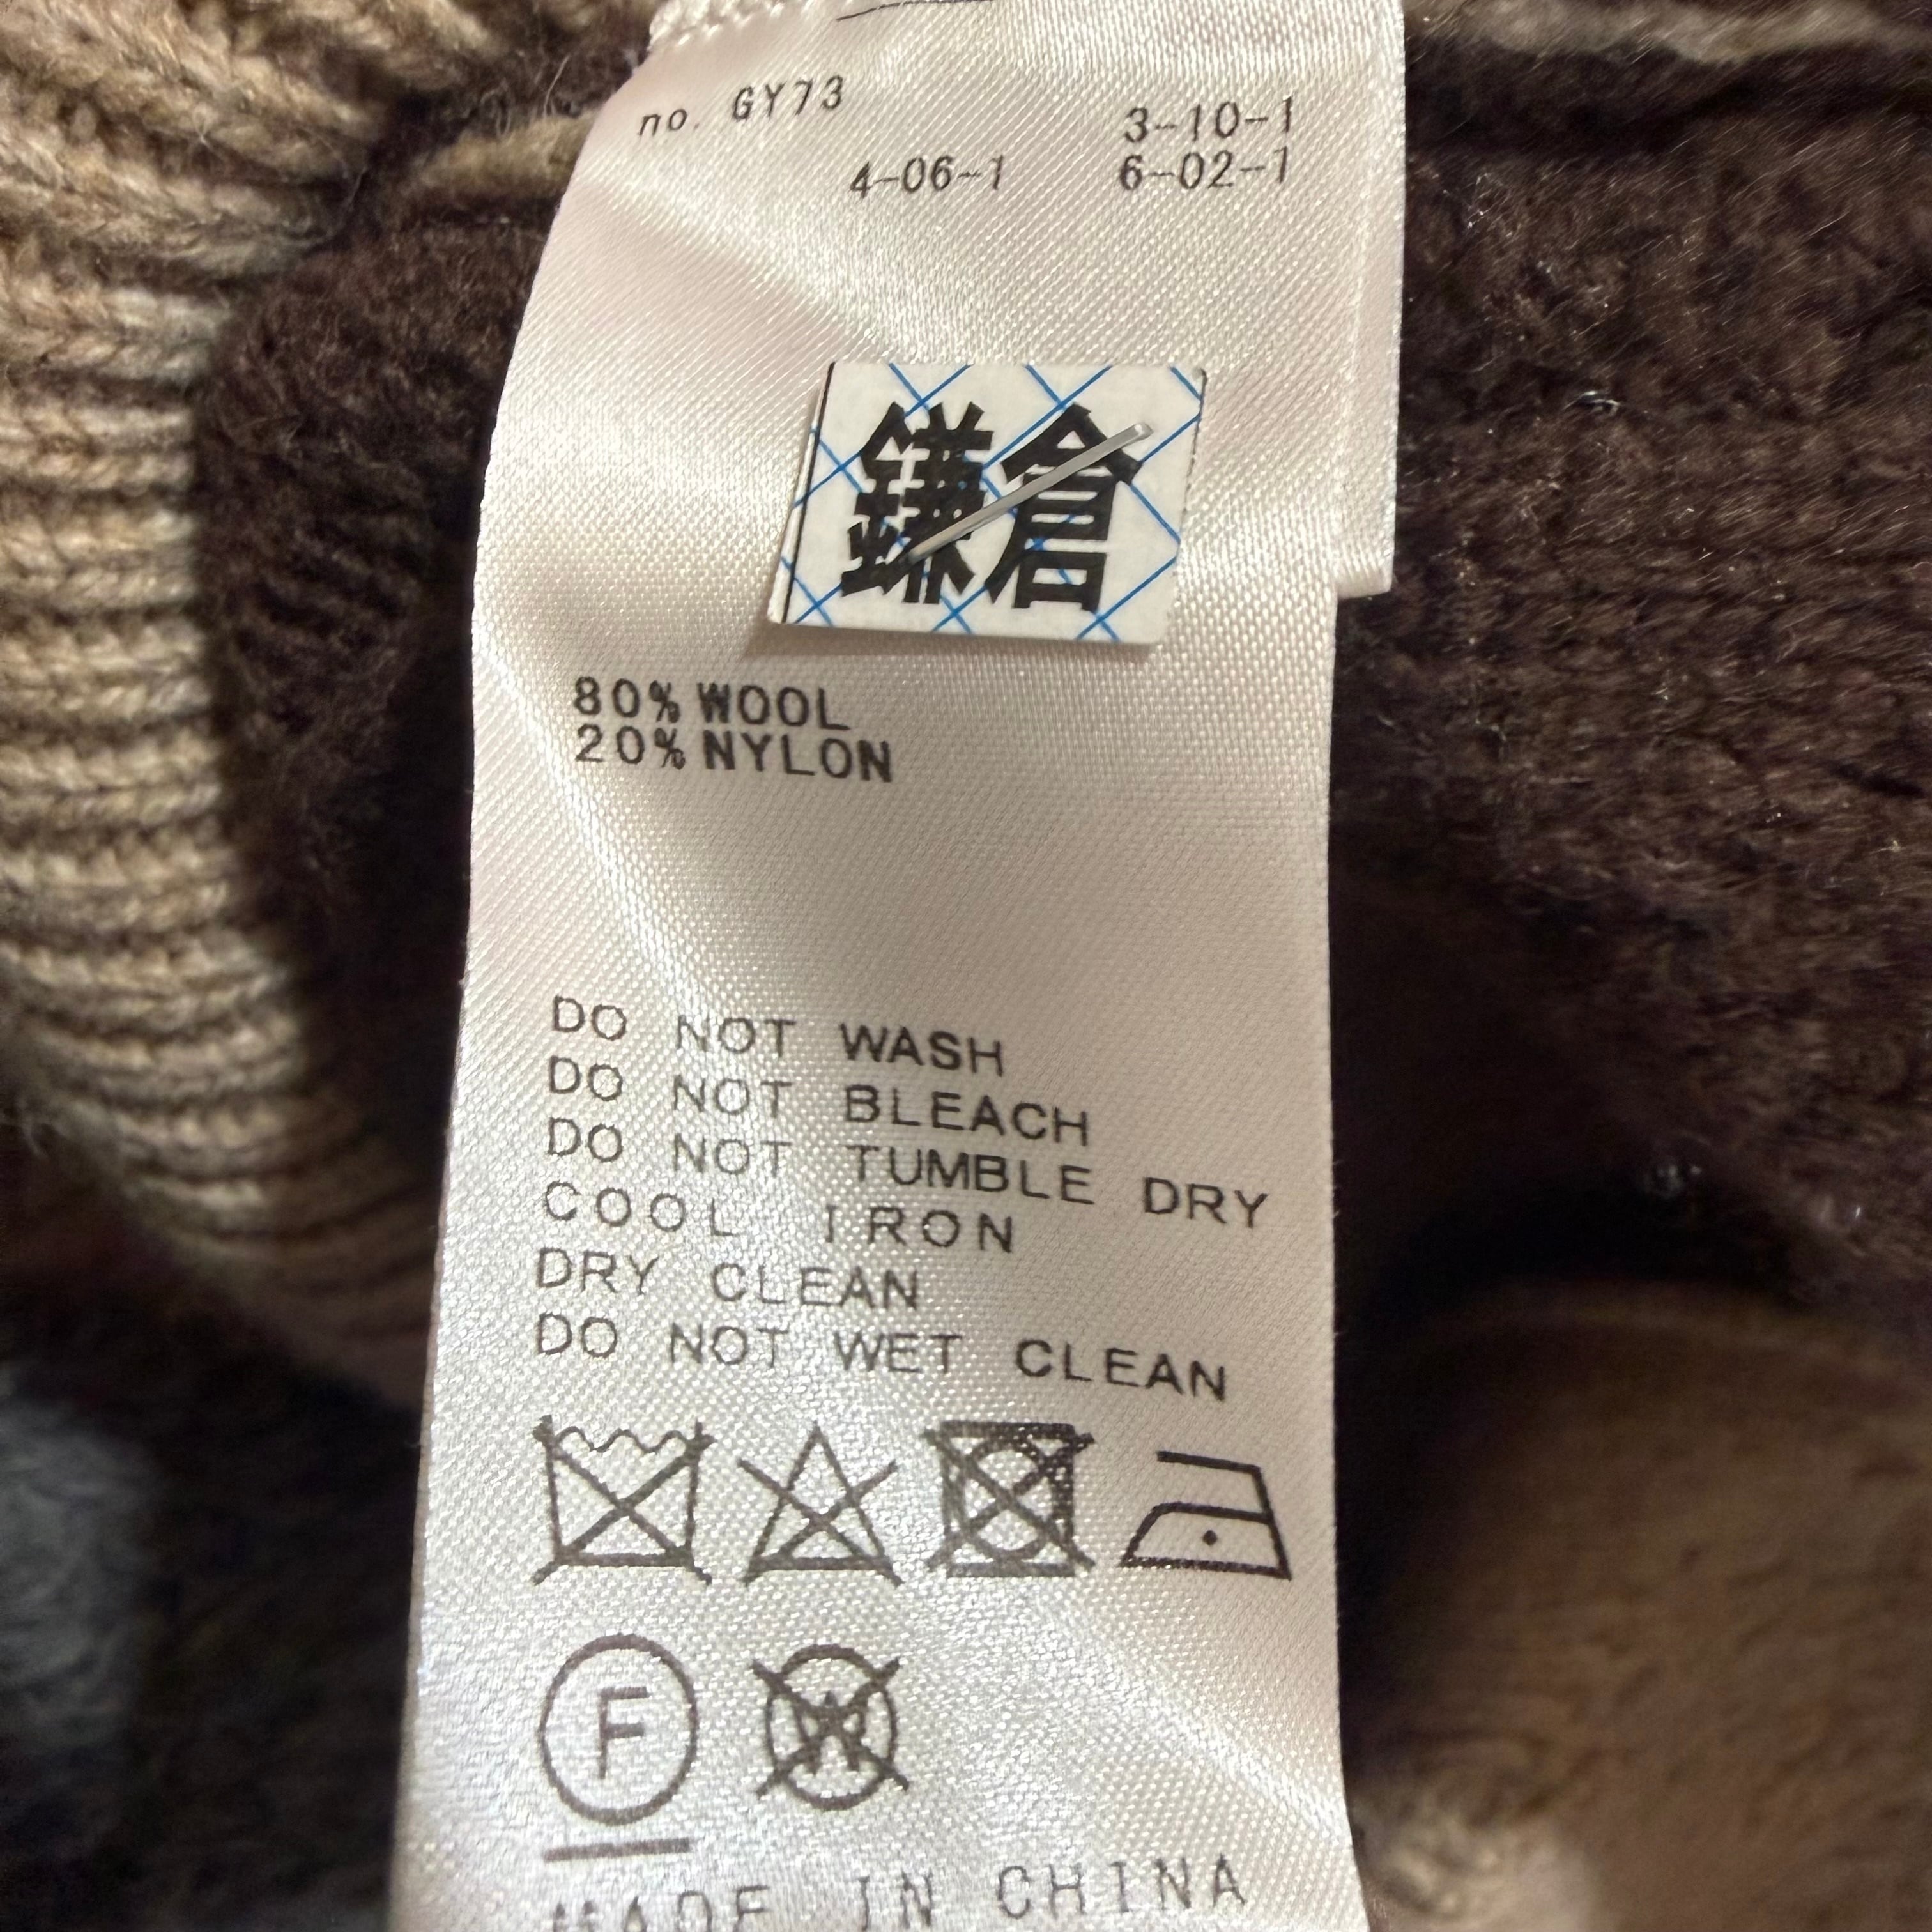 no. GY73 3-10-1
4-06-1 6-02-1
鎌倉
80% WOOL
20% NYLON
DO NOT WASH
DO NOT BLEACH
DO NOT TUMBLE DRY
COOL IRON
DRY CLEAN
DO NOT WET CLEAN
F W
MADE IN CHINA